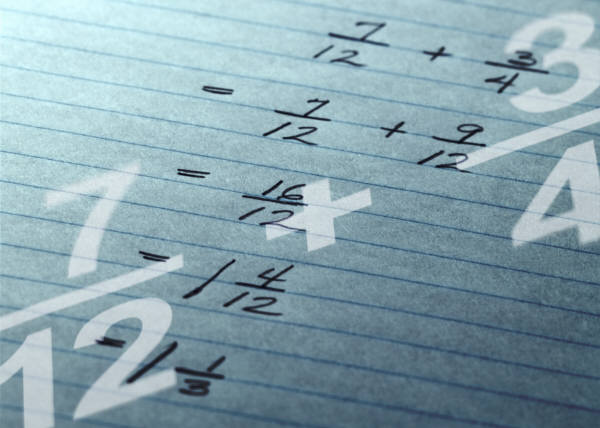 7/12 + 3/4
= 7/12 + 9/12
= 16/12
= 1 4/12
= 1 1/3
7/12 + 3/4